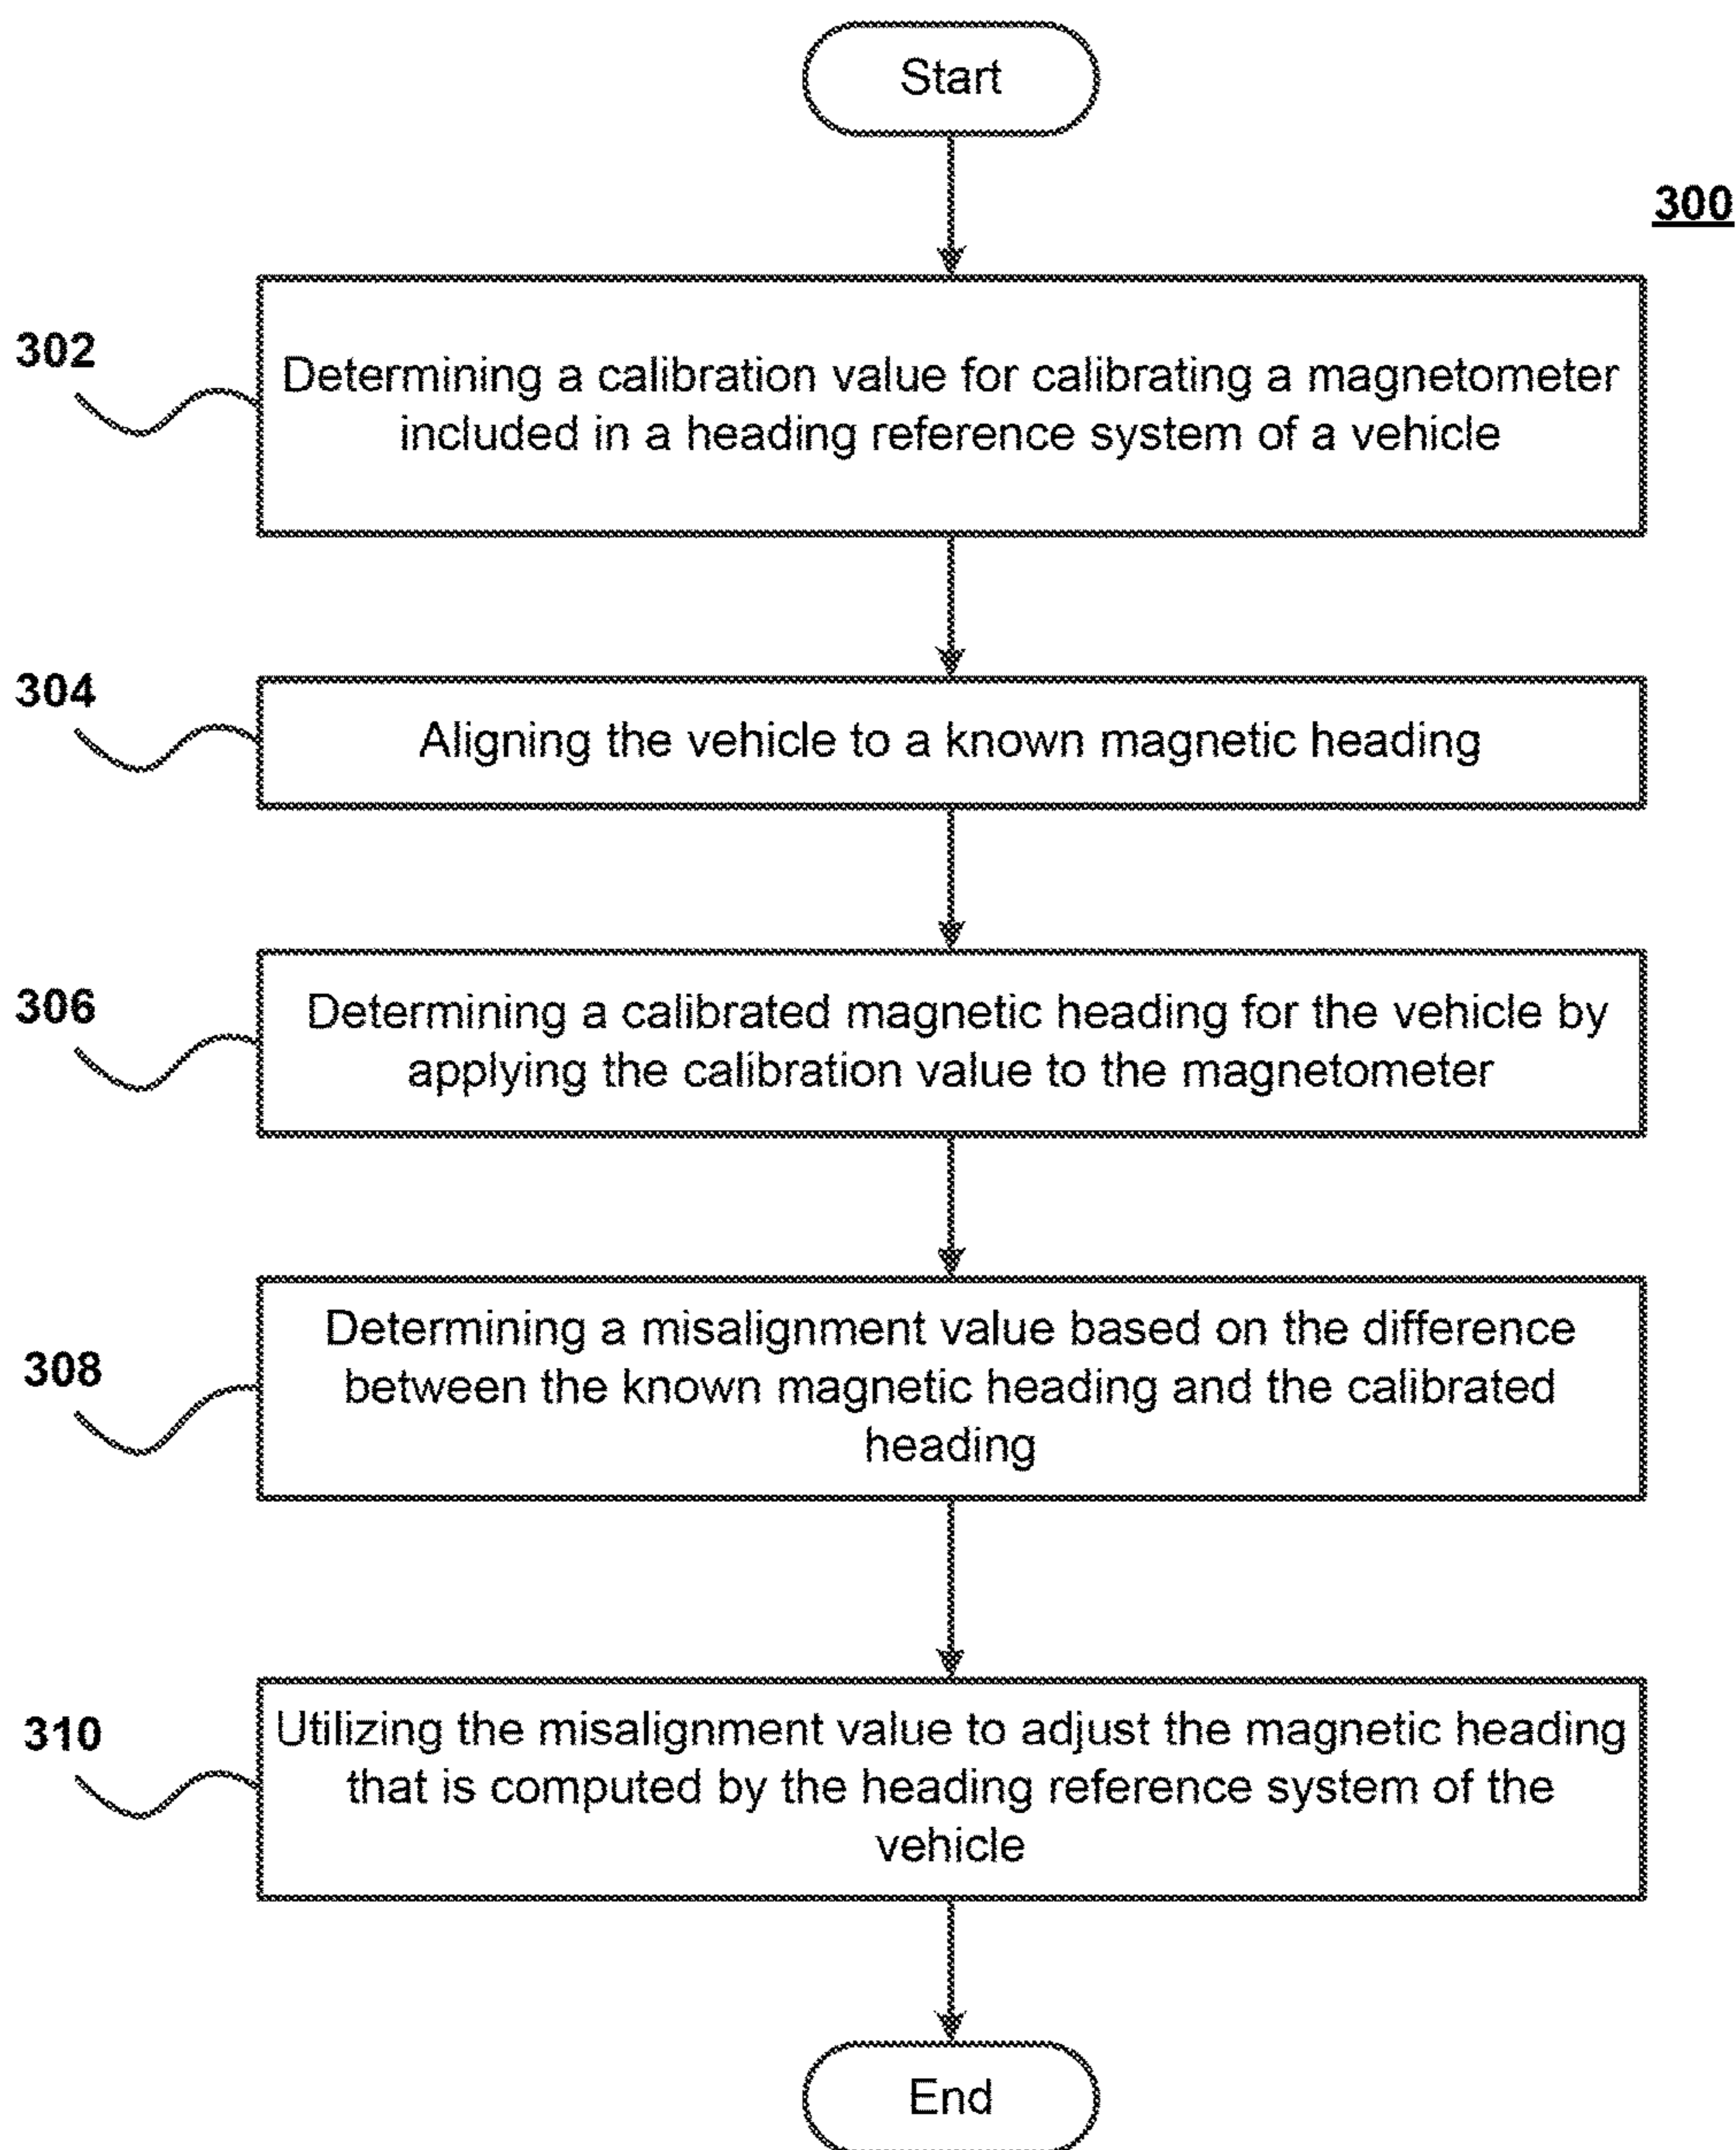 Start
300
302
Determining a calibration value for calibrating a magnetometer
included in a heading reference system of a vehicle
304
Aligning the vehicle to a known magnetic heading
306
Determining a calibrated magnetic heading for the vehicle by
applying the calibration value to the magnetometer
308
Determining a misalignment value based on the difference
between the known magnetic heading and the calibrated
heading
310
Utilizing the misalignment value to adjust the magnetic heading
that is computed by the heading reference system of the
vehicle
End